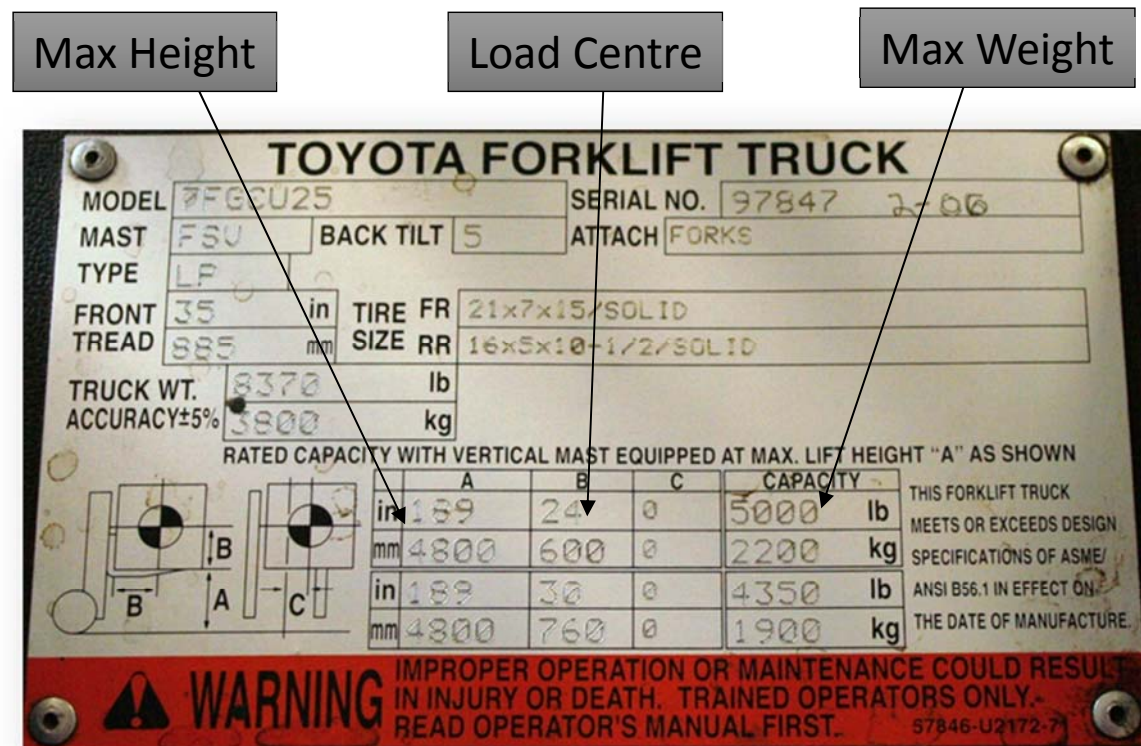 Max Height Load Centre Max Weight
TOYOTA FORKLIFT TRUCK
MODEL 7FGCU25 SERIAL NO. 97847 2-06
MAST FSV BACK TILT 5 ATTACH FORKS
TYPE LP
FRONT TREAD 35 in TIRE SIZE FR 21x7x15/SOLID
885 mm RR 16x5x10-1/2/SOLID
TRUCK WT. 8370 lb
ACCURACY±5% 3800 kg
RATED CAPACITY WITH VERTICAL MAST EQUIPPED AT MAX. LIFT HEIGHT "A" AS SHOWN
A B C CAPACITY
in 189 24 0 5000 lb
mm 4800 600 0 2200 kg
in 189 30 0 4350 lb
mm 4800 760 0 1900 kg
B
B A C
THIS FORKLIFT TRUCK
MEETS OR EXCEEDS DESIGN
SPECIFICATIONS OF ASME/
ANSI B56.1 IN EFFECT ON
THE DATE OF MANUFACTURE.
WARNING
IMPROPER OPERATION OR MAINTENANCE COULD RESULT
IN INJURY OR DEATH. TRAINED OPERATORS ONLY.
READ OPERATOR'S MANUAL FIRST. 57846-U2172-71